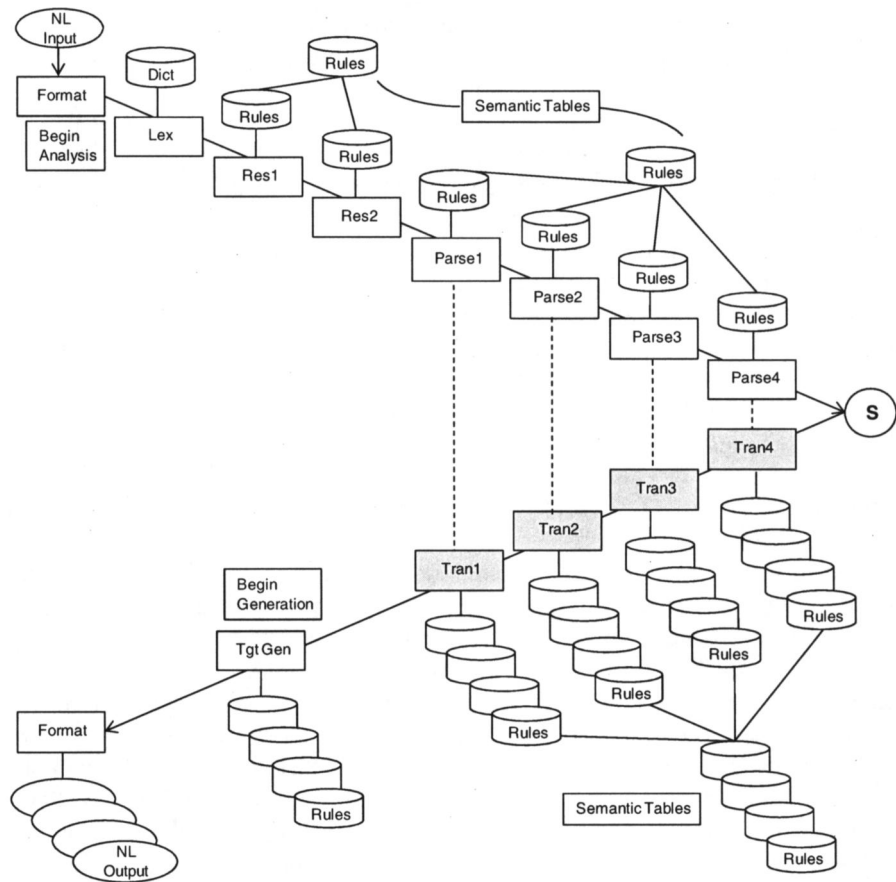 NL
Input
Rules
Dict
Format
Rules
Semantic Tables
Begin
Analysis
Lex
Rules
Rules
Res1
Rules
Res2
Rules
Parse1
Rules
Parse2
Rules
Parse3
Parse4
S
Tran4
Tran3
Tran2
Tran1
Begin
Generation
Rules
Tgt Gen
Rules
Rules
Format
Rules
Semantic Tables
Rules
NL
Output
Rules